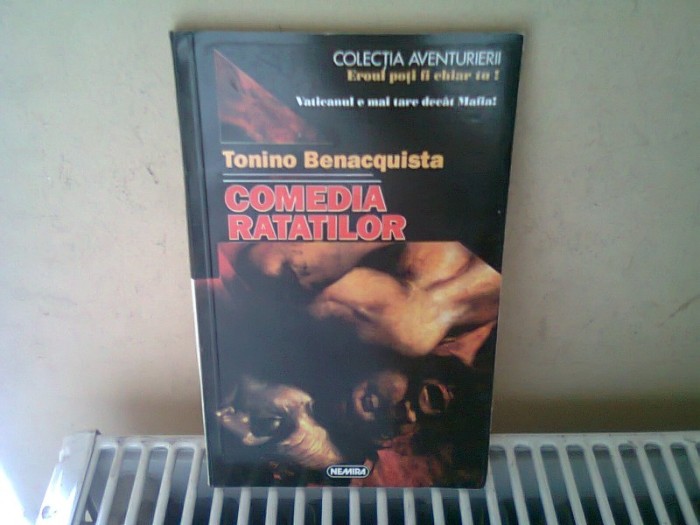 COLECȚIA AVENTURIERII
Eroul poți fi chiar tu!
Vaticanul e mai tare decât Mafia!
Tonino Benacquista
COMEDIA
RATATILOR
NEMIRA